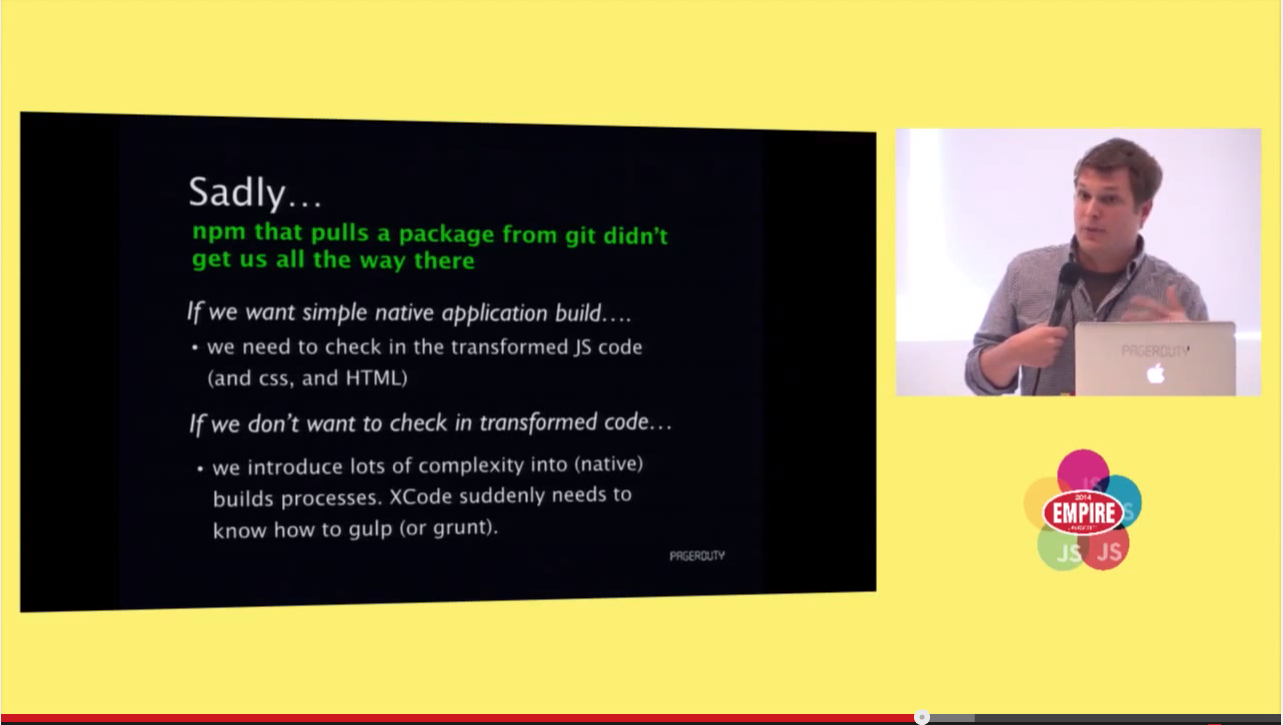 Sadly...
npm that pulls a package from git didn't
get us all the way there
If we want simple native application build....
• we need to check in the transformed JS code
(and css, and HTML)
If we don't want to check in transformed code...
• we introduce lots of complexity into (native)
builds processes. XCode suddenly needs to
know how to gulp (or grunt).
PAGERDUTY
PAGERDUTY
JS
2014
EMPIRE
JS
JS